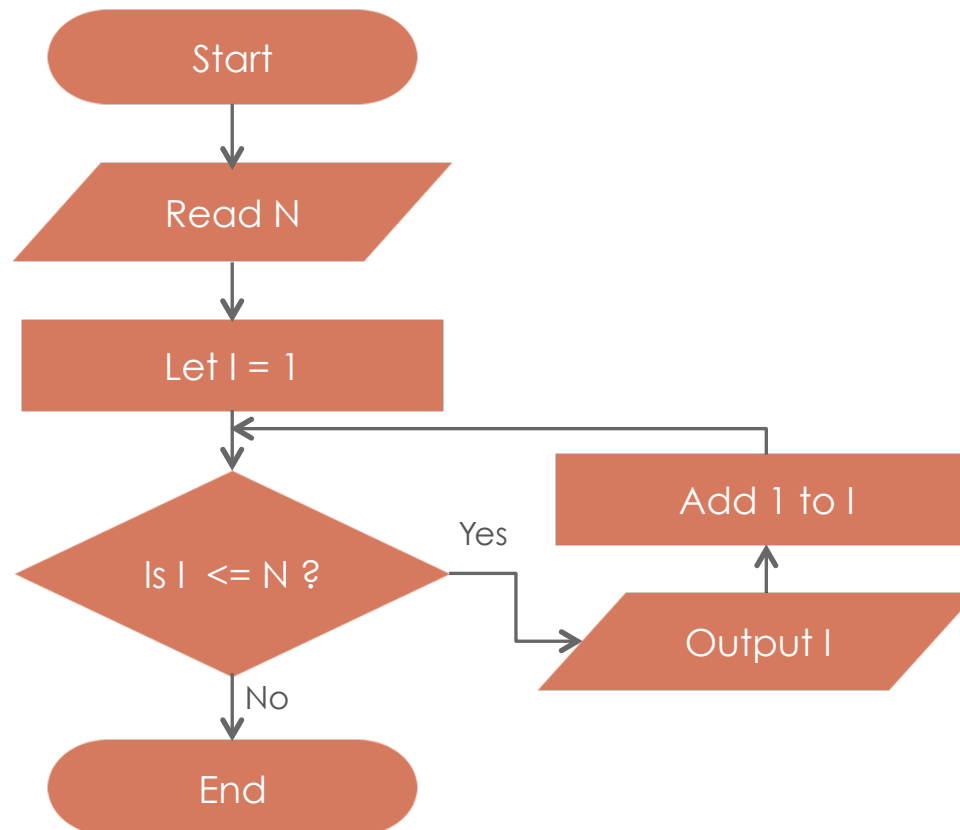 Start
Read N
Let I = 1
Is I <= N ?
Yes
Output I
Add 1 to I
No
End